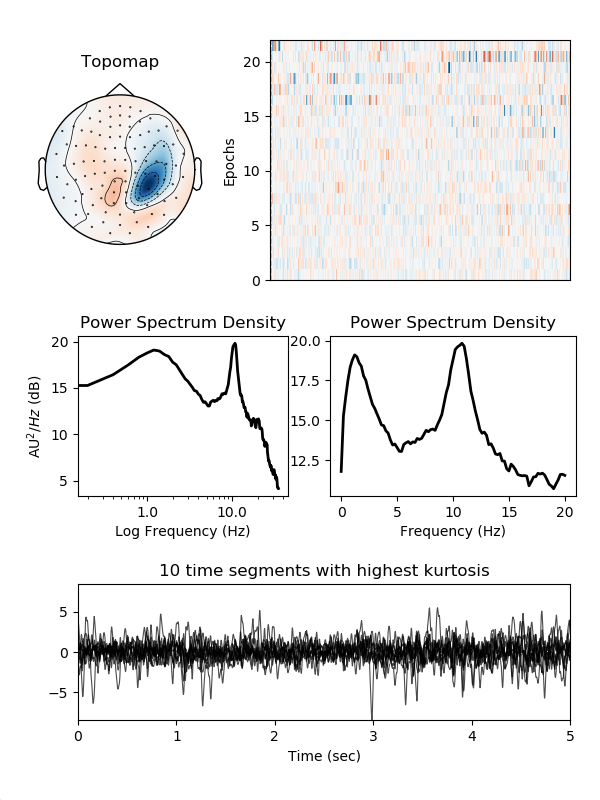 Topomap
Epochs
20
15
10
5
0
Power Spectrum Density
AU²/Hz (dB)
20
15
10
5
1.0 10.0
Log Frequency (Hz)
Power Spectrum Density
20.0
17.5
15.0
12.5
0 5 10 15 20
Frequency (Hz)
10 time segments with highest kurtosis
5
0
−5
0 1 2 3 4 5
Time (sec)